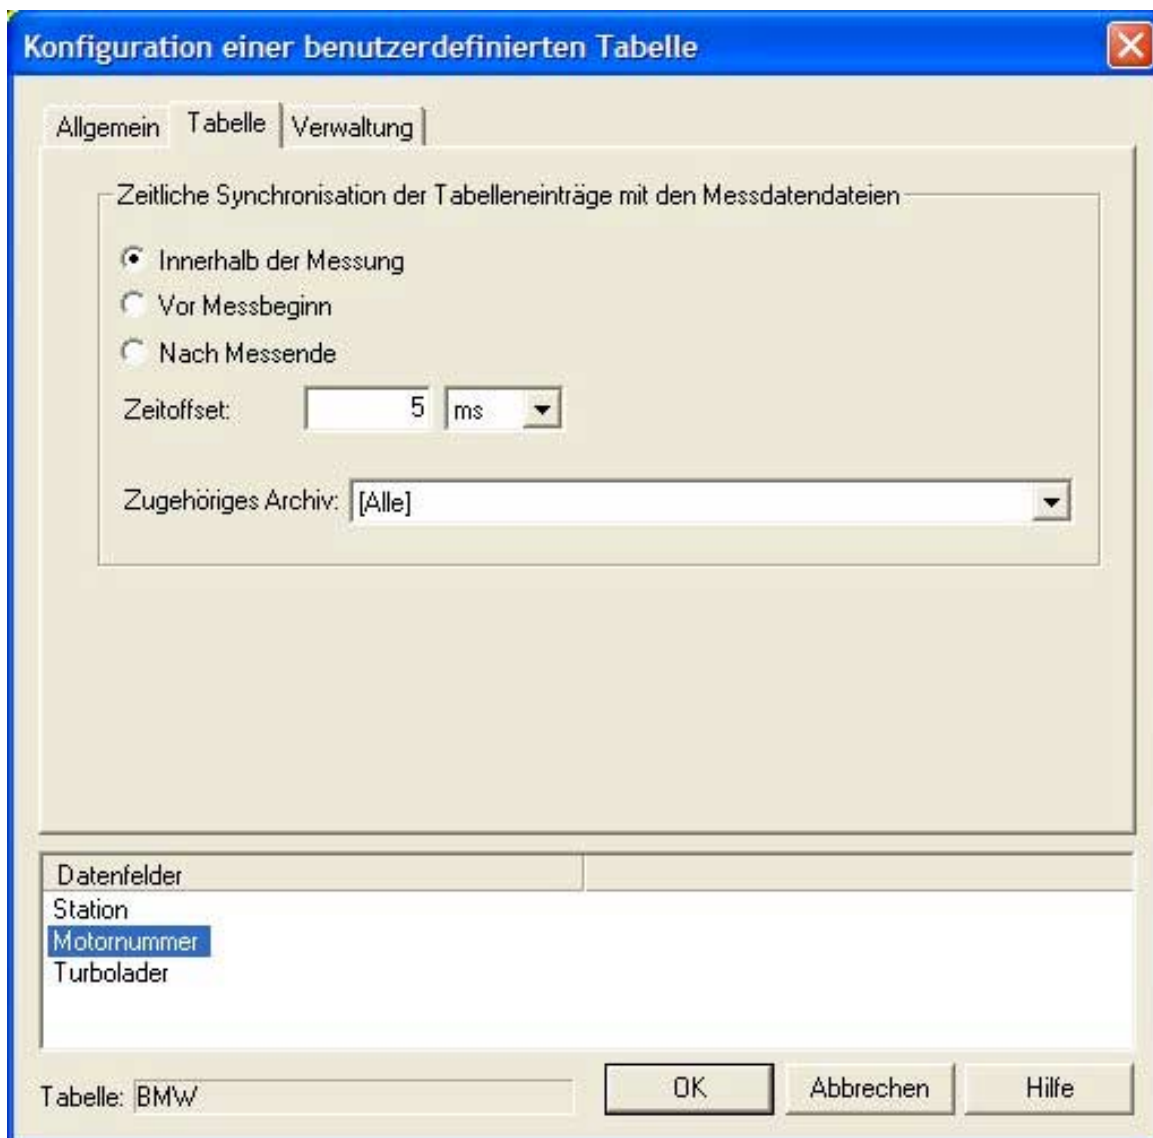 Konfiguration einer benutzerdefinierten Tabelle
Allgemein Tabelle Verwaltung
Zeitliche Synchronisation der Tabelleneinträge mit den Messdatendateien
Innerhalb der Messung
Vor Messbeginn
Nach Messende
Zeitoffset: 5 ms
Zugehöriges Archiv: [Alle]
Datenfelder
Station
Motornummer
Turbolader
Tabelle: BMW OK Abbrechen Hilfe